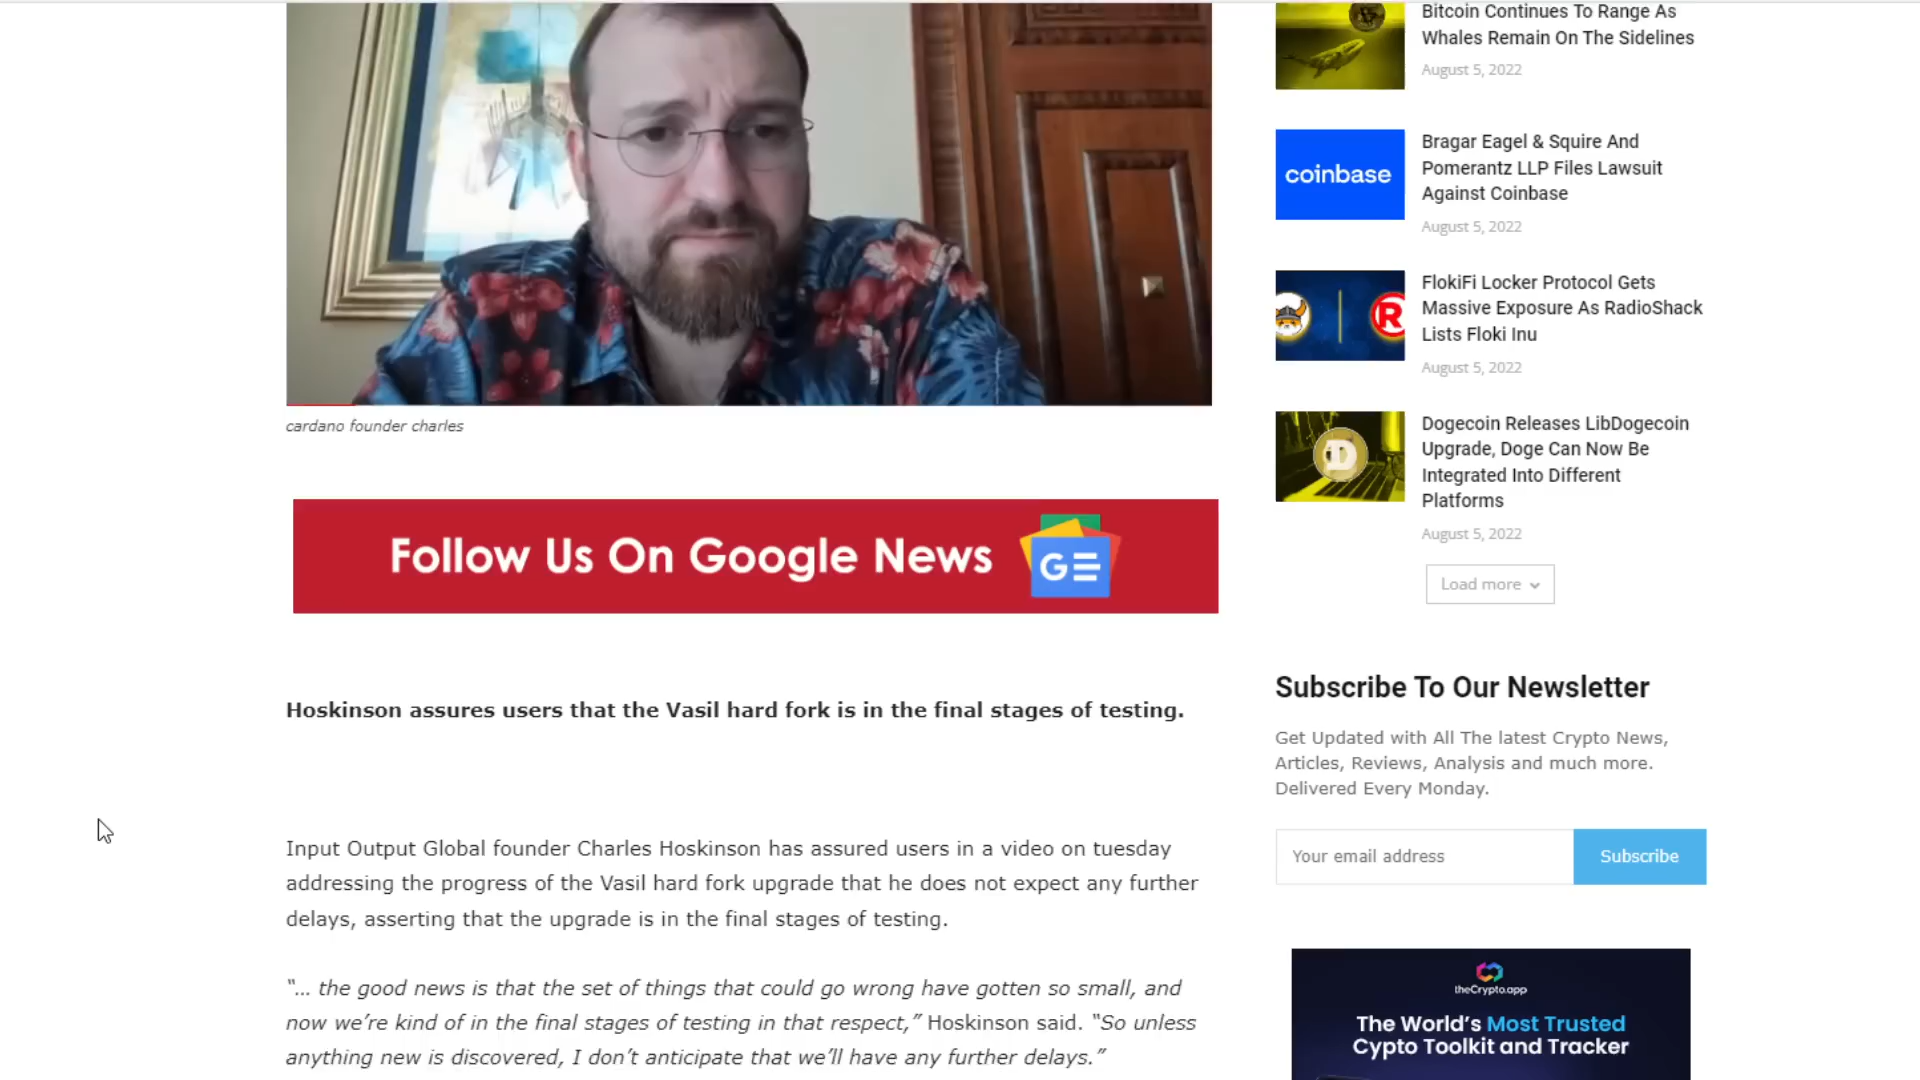 cardano founder charles
Follow Us On Google News
G
Hoskinson assures users that the Vasil hard fork is in the final stages of testing.
Input Output Global founder Charles Hoskinson has assured users in a video on tuesday
addressing the progress of the Vasil hard fork upgrade that he does not expect any further
delays, asserting that the upgrade is in the final stages of testing.
“... the good news is that the set of things that could go wrong have gotten so small, and
now we’re kind of in the final stages of testing in that respect,” Hoskinson said. “So unless
anything new is discovered, I don’t anticipate that we’ll have any further delays.”
Bitcoin Continues To Range As
Whales Remain On The Sidelines
August 5, 2022
coinbase
Bragar Eagel & Squire And
Pomerantz LLP Files Lawsuit
Against Coinbase
August 5, 2022
R
FlokiFi Locker Protocol Gets
Massive Exposure As RadioShack
Lists Floki Inu
August 5, 2022
D
Dogecoin Releases LibDogecoin
Upgrade, Doge Can Now Be
Integrated Into Different
Platforms
August 5, 2022
Load more
Subscribe To Our Newsletter
Get Updated with All The latest Crypto News,
Articles, Reviews, Analysis and much more.
Delivered Every Monday.
Your email address
Subscribe
theCrypto.app
The World’s Most Trusted
Cypto Toolkit and Tracker